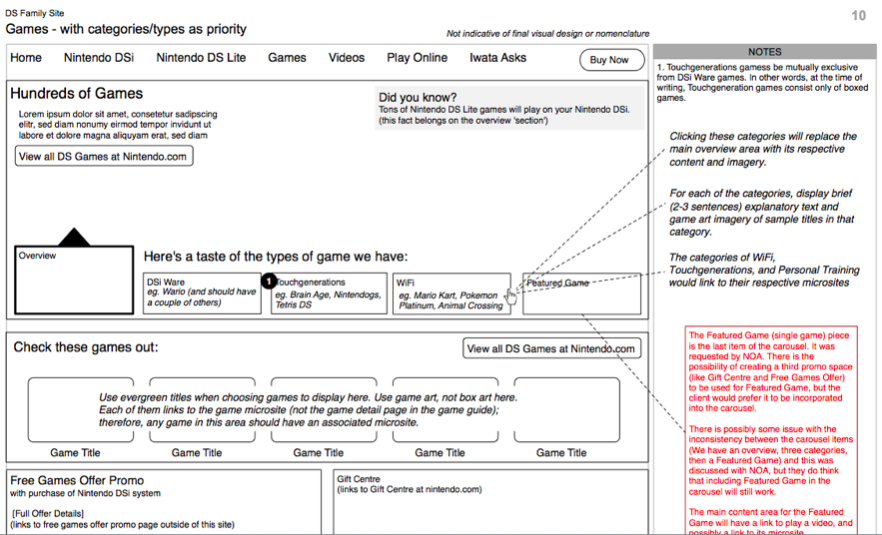 DS Family Site
Games - with categories/types as priority
Not indicative of final visual design or nomenclature
10
Home Nintendo DSi Nintendo DS Lite Games Videos Play Online Iwata Asks Buy Now
Hundreds of Games
Lorem ipsum dolor sit amet, consetetur sadipscing
elitr, sed diam nonumy eirmod tempor invidunt ut
labore et dolore magna aliquyam erat, sed diam
View all DS Games at Nintendo.com
Did you know?
Tons of Nintendo DS Lite games will play on your Nintendo DSi.
(this fact belongs on the overview 'section')
Overview
Here's a taste of the types of game we have:
DSi Ware
eg. Wario (and should have
a couple of others)
1
Touchgenerations
eg. Brain Age, Nintendogs,
Tetris DS
WiFi
eg. Mario Kart, Pokemon
Platinum, Animal Crossing
Featured Game
Check these games out:
View all DS Games at Nintendo.com
Use evergreen titles when choosing games to display here. Use game art, not box art here.
Each of them links to the game microsite (not the game detail page in the game guide);
therefore, any game in this area should have an associated microsite.
Game Title Game Title Game Title Game Title Game Title
Free Games Offer Promo
with purchase of Nintendo DSi system
[Full Offer Details]
(links to free games offer promo page outside of this site)
Gift Centre
(links to Gift Centre at nintendo.com)
NOTES
1. Touchgenerations gamess be mutually exclusive
from DSi Ware games. In other words, at the time of
writing, Touchgeneration games consist only of boxed
games.
Clicking these categories will replace the
main overview area with its respective
content and imagery.
For each of the categories, display brief
(2-3 sentences) explanatory text and
game art imagery of sample titles in that
category.
The categories of WiFi,
Touchgenerations, and Personal Training
would link to their respective microsites
The Featured Game (single game) piece
is the last item of the carousel. It was
requested by NOA. There is the
possibility of creating a third promo space
(like Gift Centre and Free Games Offer)
to be used for Featured Game, but the
client would prefer it to be incorporated
into the carousel.
There is possibly some issue with the
inconsistency between the carousel items
(We have an overview, three categories,
then a Featured Game) and this was
discussed with NOA, but they do think
that including Featured Game in the
carousel will still work.
The main content area for the Featured
Game will have a link to play a video, and
possibly a link to its microsite